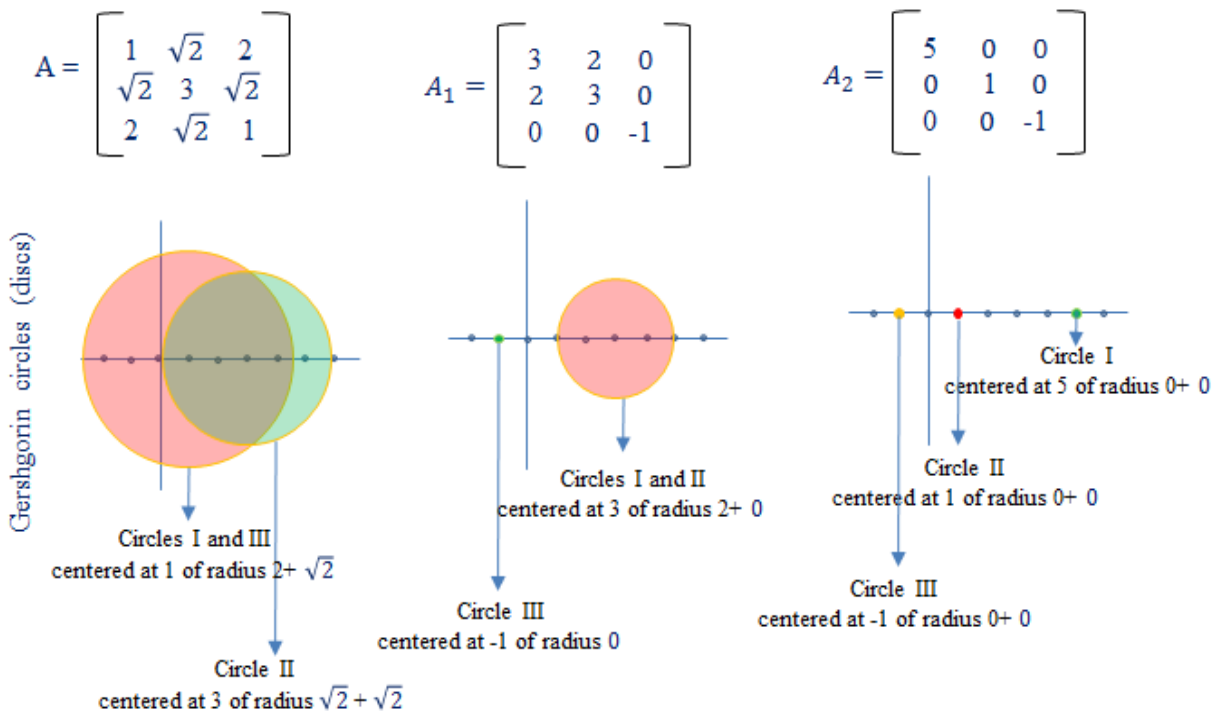 A = [ 1 √2 2
√2 3 √2
2 √2 1 ]
A₁ = [ 3 2 0
2 3 0
0 0 -1 ]
A₂ = [ 5 0 0
0 1 0
0 0 -1 ]
Gershgorin circles (discs)
Circles I and III
centered at 1 of radius 2+ √2
Circle II
centered at 3 of radius √2 + √2
Circles I and II
centered at 3 of radius 2+ 0
Circle III
centered at -1 of radius 0
Circle I
centered at 5 of radius 0+ 0
Circle II
centered at 1 of radius 0+ 0
Circle III
centered at -1 of radius 0+ 0